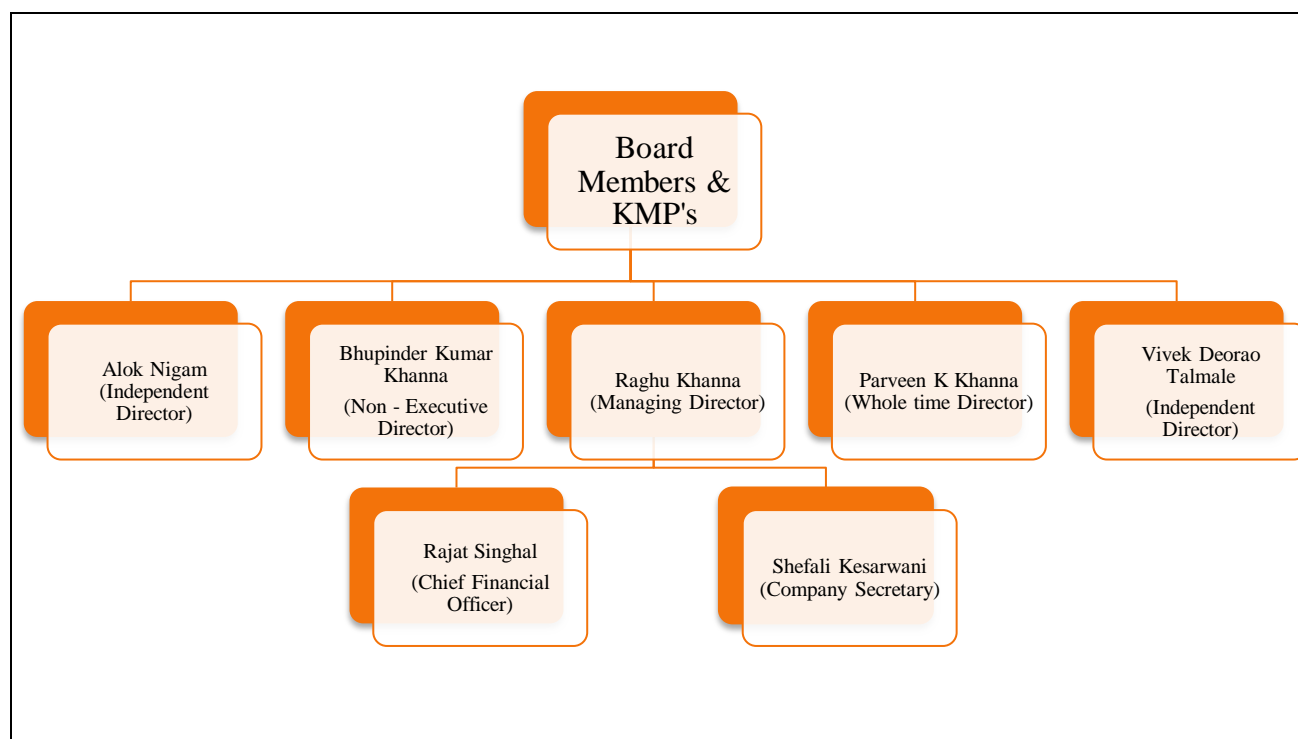 Board
Members &
KMP's
Alok Nigam
(Independent
Director)
Bhupinder Kumar
Khanna
(Non - Executive
Director)
Raghu Khanna
(Managing Director)
Parveen K Khanna
(Whole time Director)
Vivek Deorao
Talmale
(Independent
Director)
Rajat Singhal
(Chief Financial
Officer)
Shefali Kesarwani
(Company Secretary)